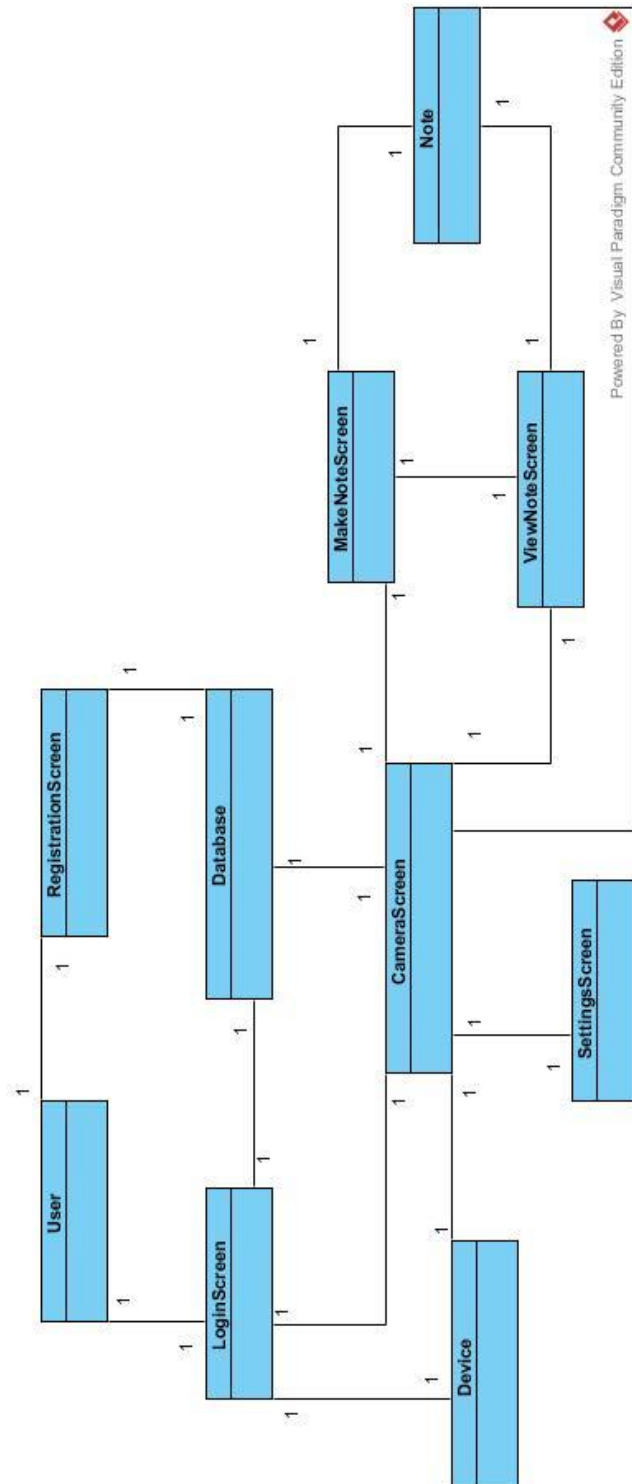 1
User
RegistrationScreen
1
1
1
1
1
LoginScreen
Database
1
1
1
1
1
1
MakeNoteScreen
1
1
1
CameraScreen
1
1
1
Note
1
1
Device
1
1
1
1
1
ViewNoteScreen
1
1
1
SettingsScreen
Powered By Visual Paradigm Community Edition